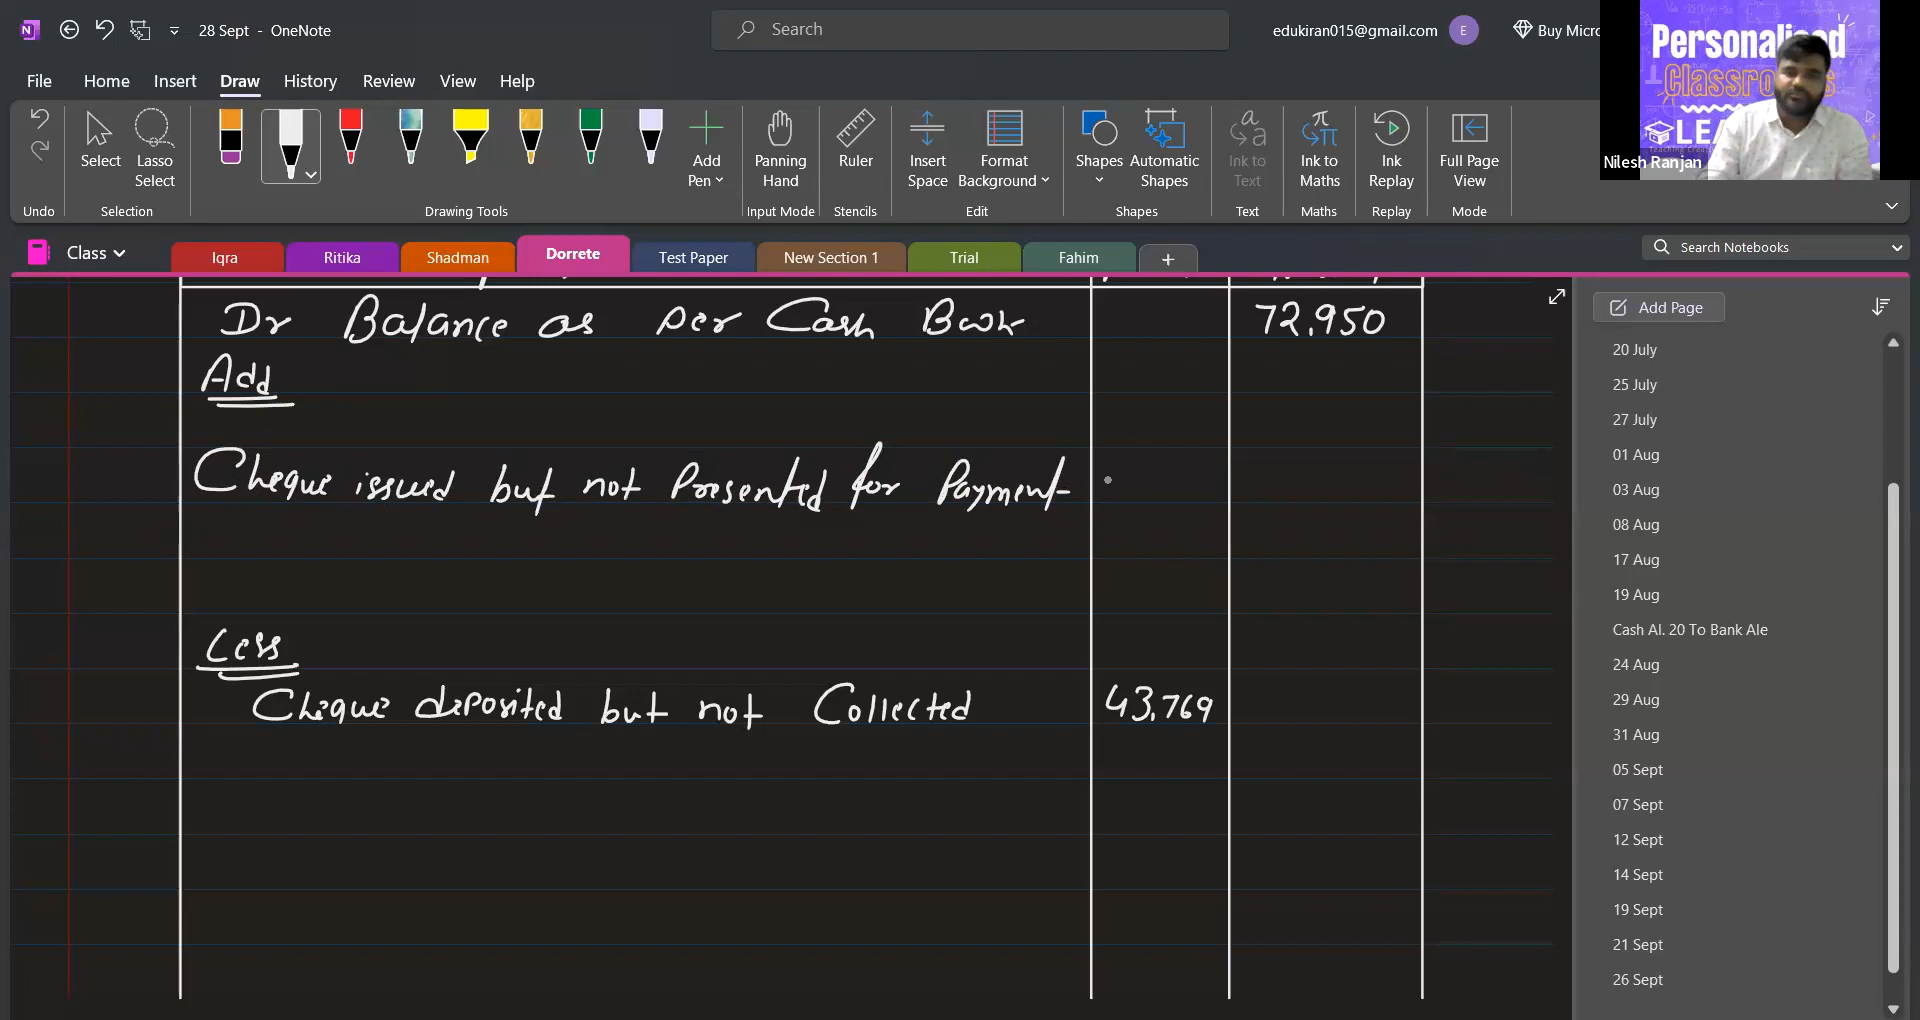 28 Sept - OneNote
Search
edukiran015@gmail.com
E
Buy Micro
Personalised
Classrooms
LEA
Nilesh Ranjan
File Home Insert Draw History Review View Help
Select
Lasso Select
Add Pen
Panning Hand
Ruler
Insert Space
Format Background
Shapes
Automatic Shapes
Ink to Text
Ink to Maths
Ink Replay
Full Page View
Undo Selection Drawing Tools Input Mode Stencils Edit Shapes Text Maths Replay Mode
Class
Iqra Ritika Shadman Dorrete Test Paper New Section 1 Trial Fahim +
Search Notebooks
Dr Balance as per Cash Book 72,950
Add
Cheque issued but not Presented for Payment
Less
Cheque deposited but not Collected 43,769
Add Page
20 July
25 July
27 July
01 Aug
03 Aug
08 Aug
17 Aug
19 Aug
Cash Al. 20 To Bank Ale
24 Aug
29 Aug
31 Aug
05 Sept
07 Sept
12 Sept
14 Sept
19 Sept
21 Sept
26 Sept